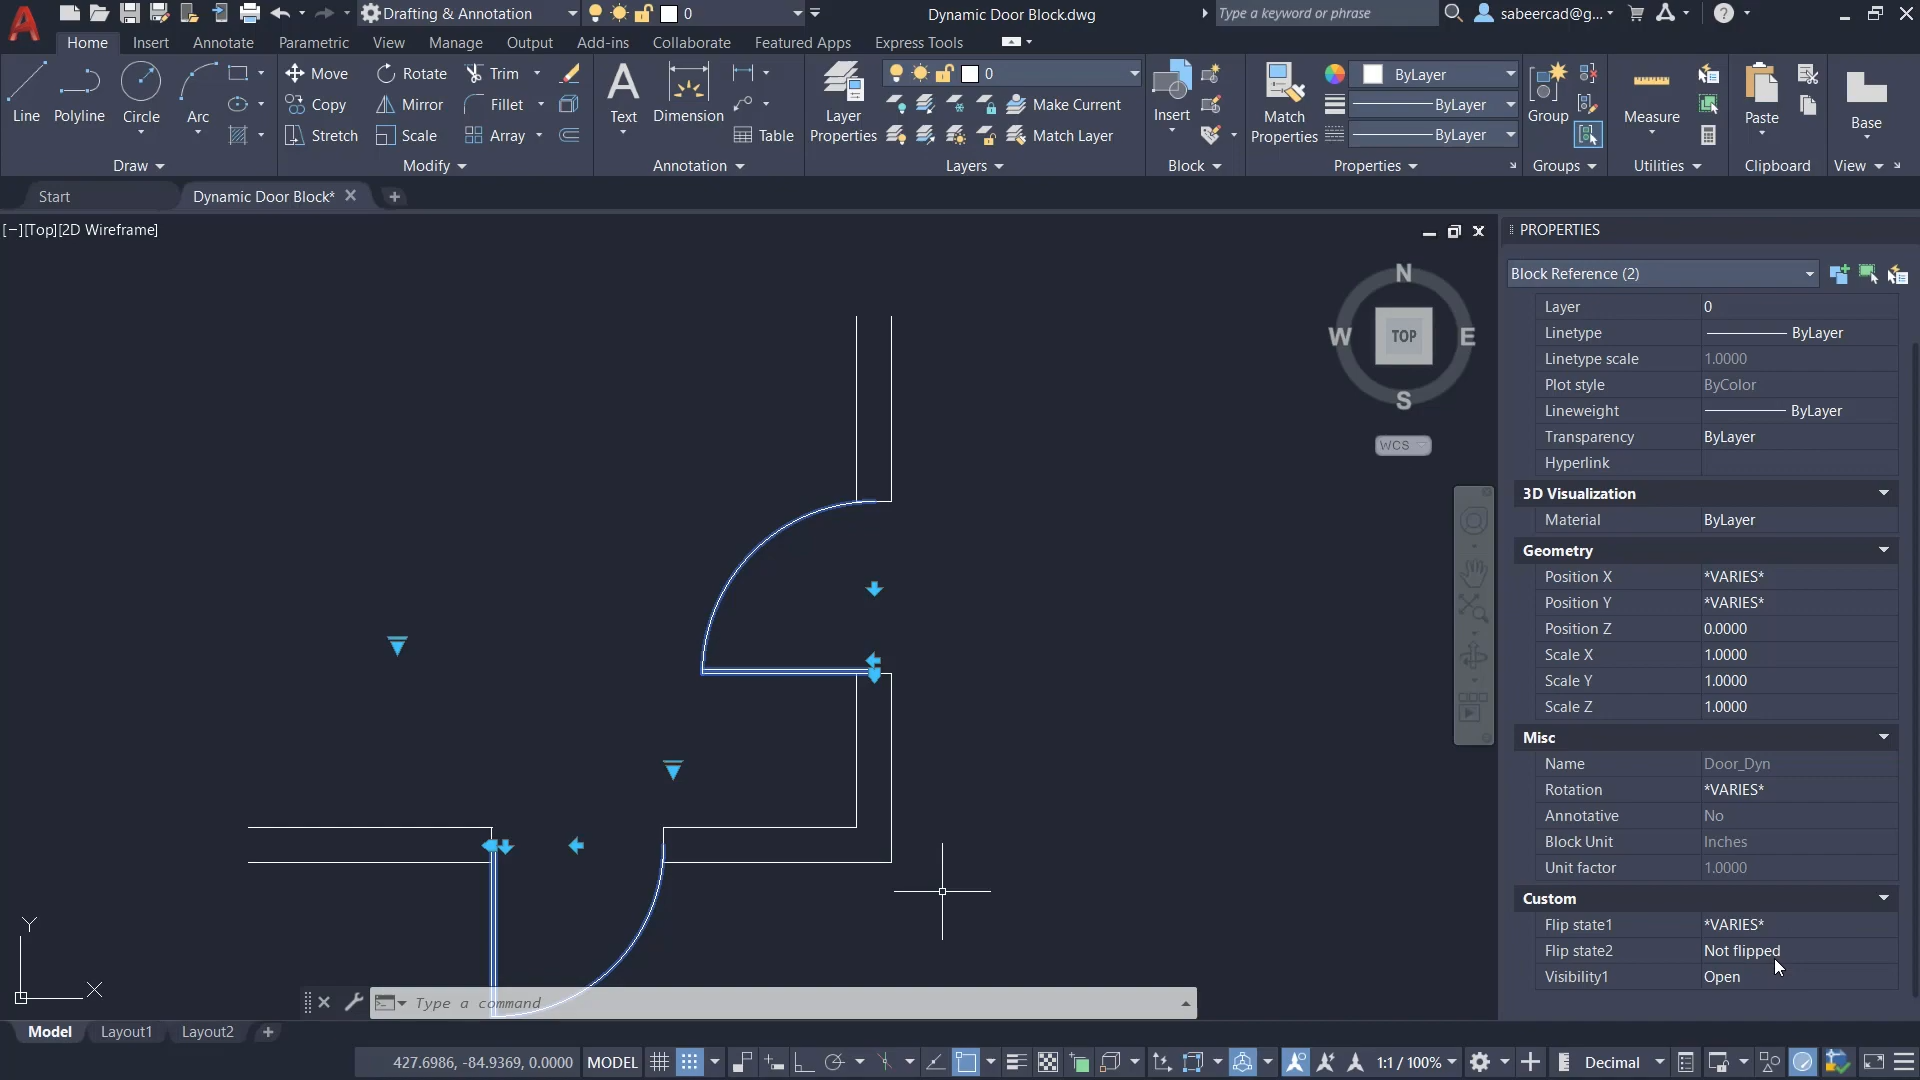 Drafting & Annotation
0
Dynamic Door Block.dwg
Type a keyword or phrase
sabeercad@g...
Home
Insert
Annotate
Parametric
View
Manage
Output
Add-ins
Collaborate
Featured Apps
Express Tools
Line
Polyline
Circle
Arc
Move
Rotate
Trim
Copy
Mirror
Fillet
Stretch
Scale
Array
Text
Dimension
Table
Layer
Properties
0
Make Current
Match Layer
Insert
Match
Properties
ByLayer
ByLayer
ByLayer
Group
Measure
Paste
Base
Draw
Modify
Annotation
Layers
Block
Properties
Groups
Utilities
Clipboard
View
Start
Dynamic Door Block*
[−][Top][2D Wireframe]
N
W
TOP
E
S
WCS
Y
X
PROPERTIES
Block Reference (2)
Layer 0
Linetype ByLayer
Linetype scale 1.0000
Plot style ByColor
Lineweight ByLayer
Transparency ByLayer
Hyperlink
3D Visualization
Material ByLayer
Geometry
Position X *VARIES*
Position Y *VARIES*
Position Z 0.0000
Scale X 1.0000
Scale Y 1.0000
Scale Z 1.0000
Misc
Name Door_Dyn
Rotation *VARIES*
Annotative No
Block Unit Inches
Unit factor 1.0000
Custom
Flip state1 *VARIES*
Flip state2 Not flipped
Visibility1 Open
Type a command
Model
Layout1
Layout2
427.6986, -84.9369, 0.0000
MODEL
1:1 / 100%
Decimal